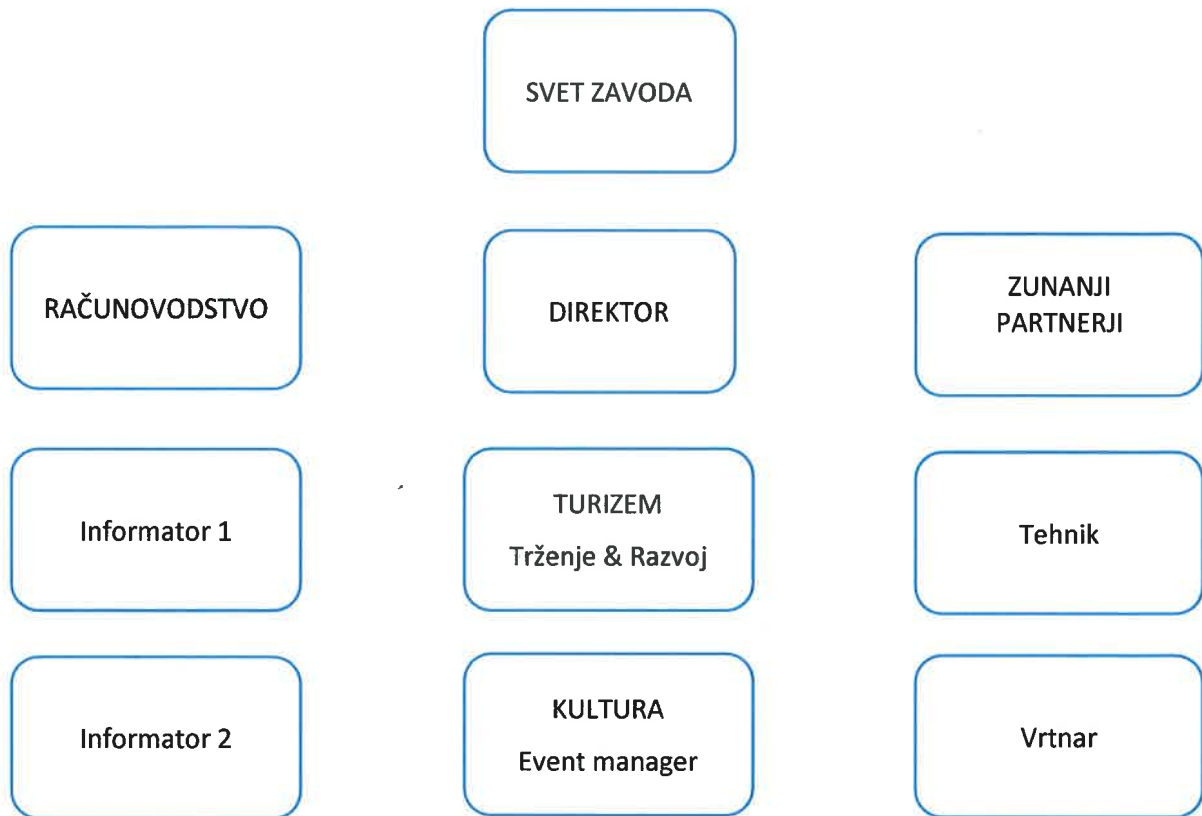 SVET ZAVODA
RAČUNOVODSTVO
DIREKTOR
ZUNANJI
PARTNERJI
Informator 1
TURIZEM
Trženje & Razvoj
Tehnik
Informator 2
KULTURA
Event manager
Vrtnar